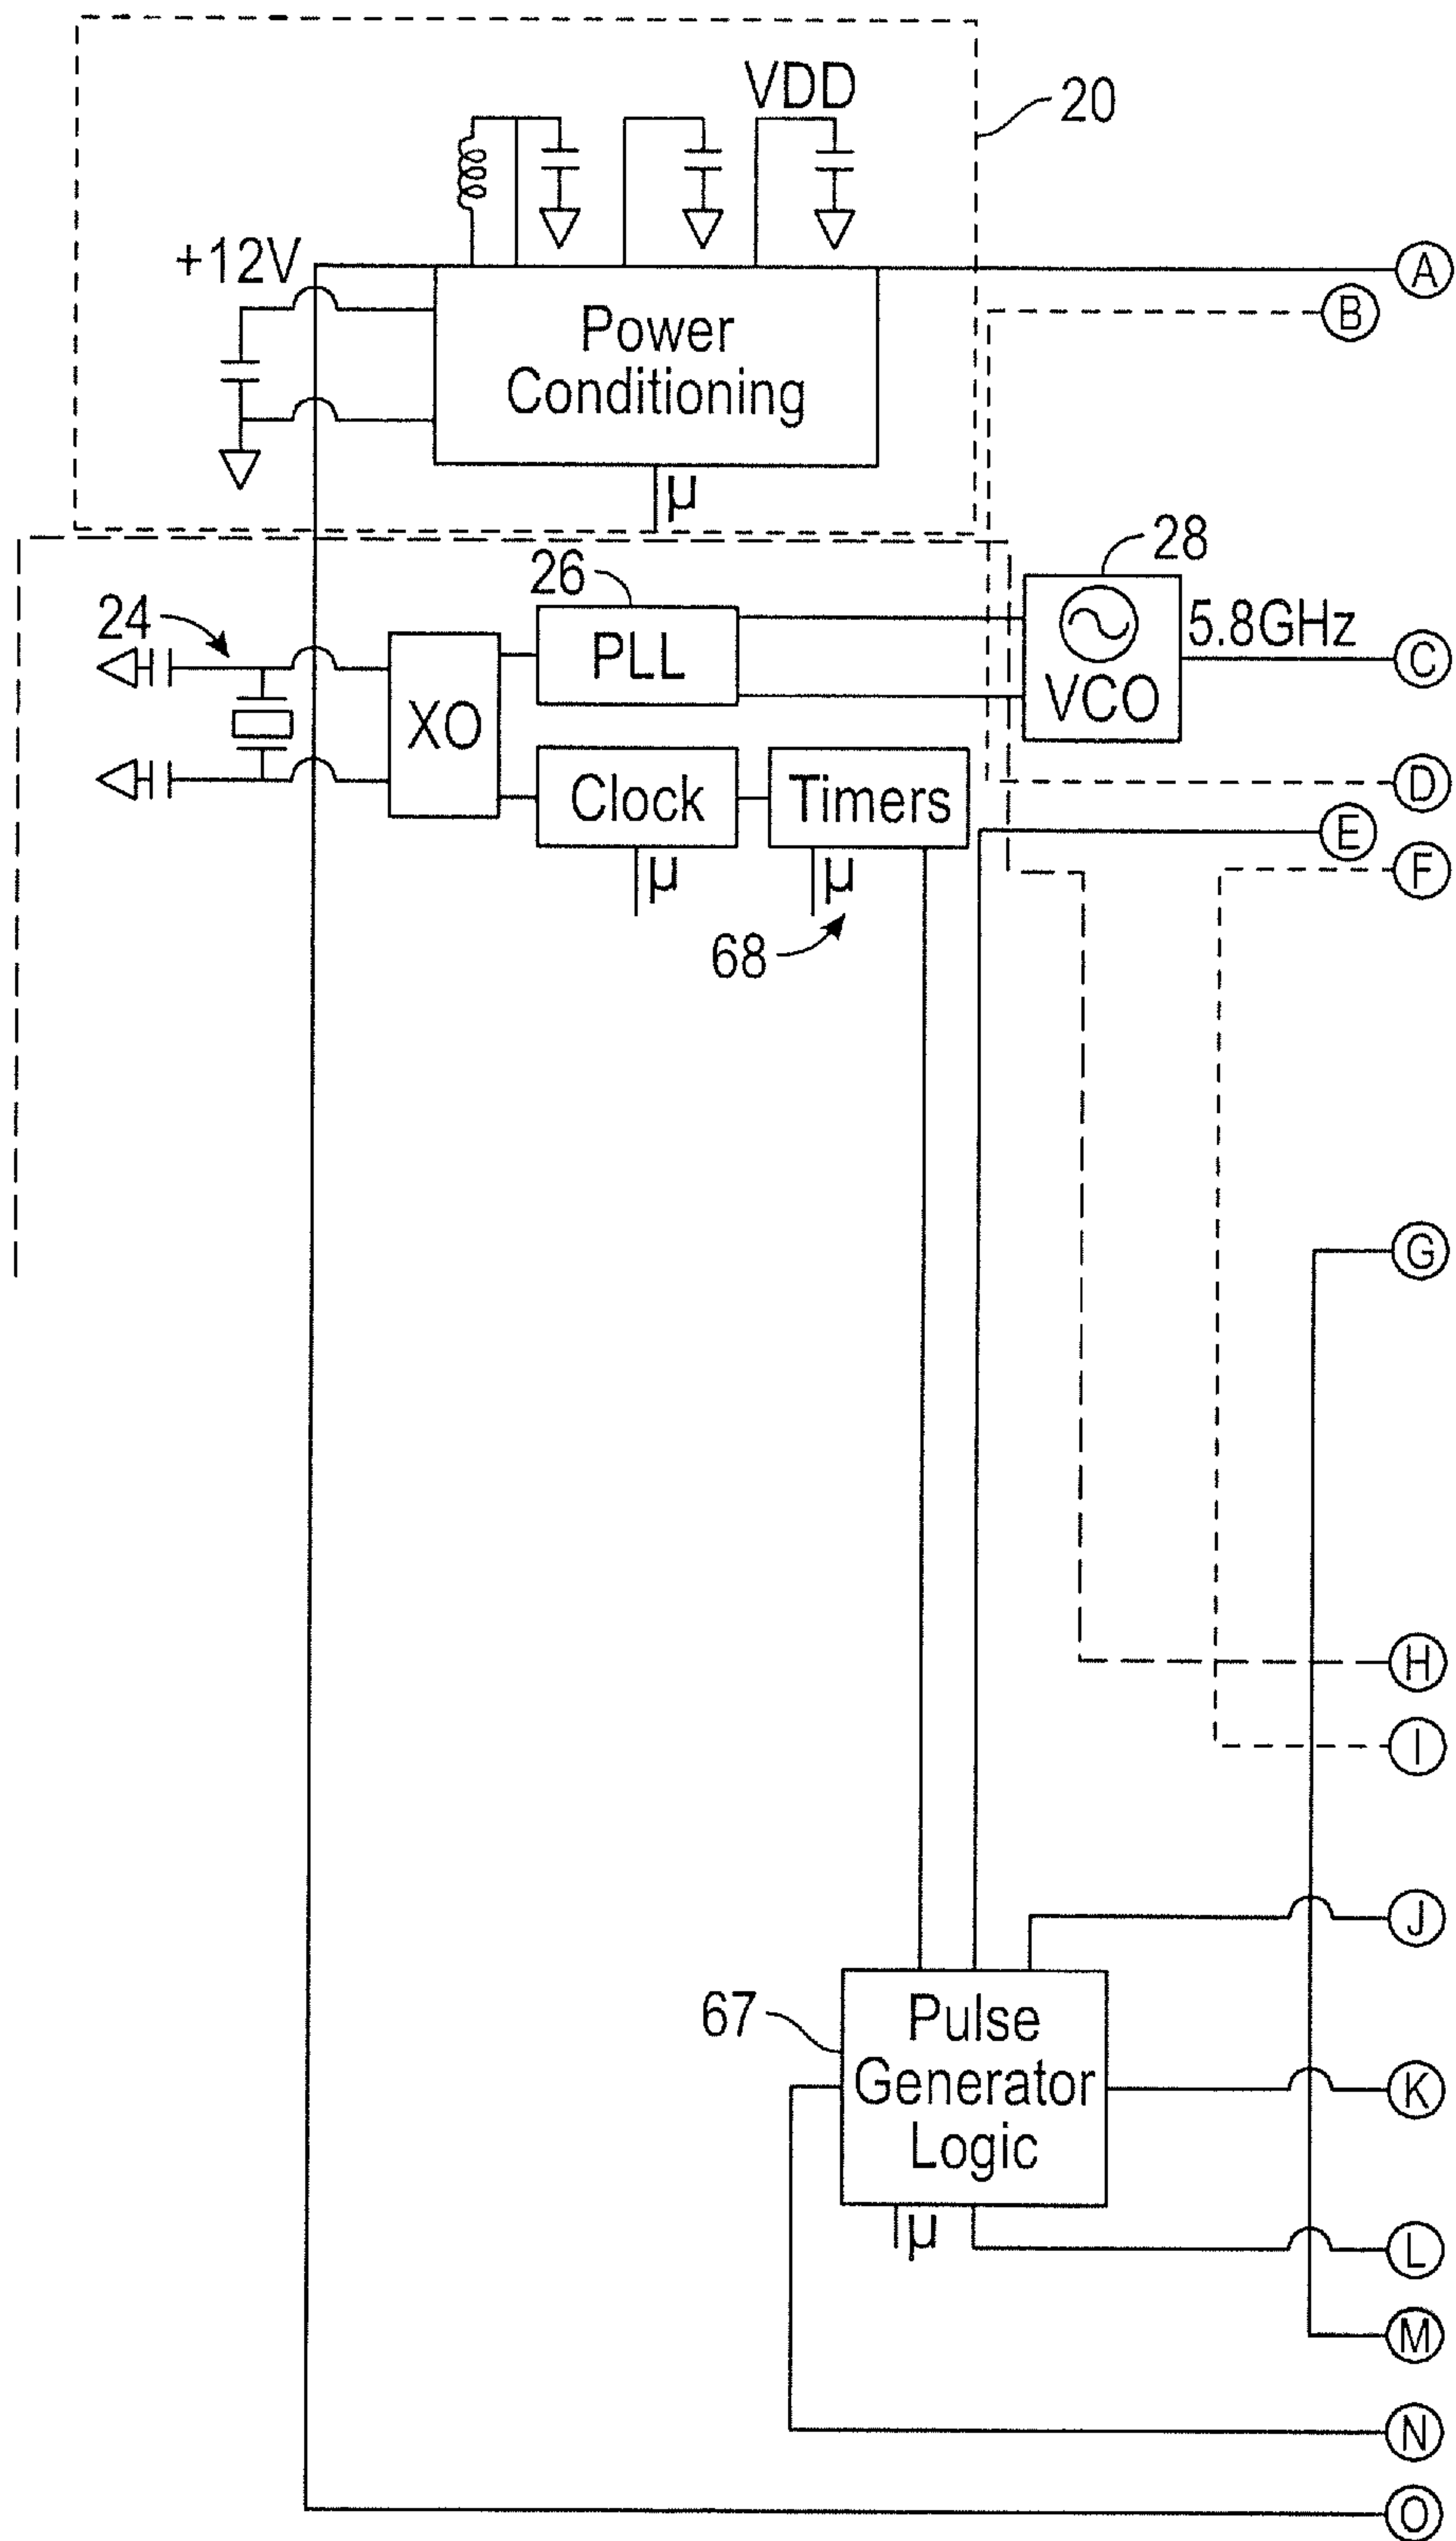 VDD
20
+12V
A
B
Power
Conditioning
µ
28
26
24
PLL
5.8GHz
C
XO
VCO
Clock
Timers
D
E
F
µ
µ
68
G
H
I
J
67
Pulse
Generator
Logic
K
µ
L
M
N
O